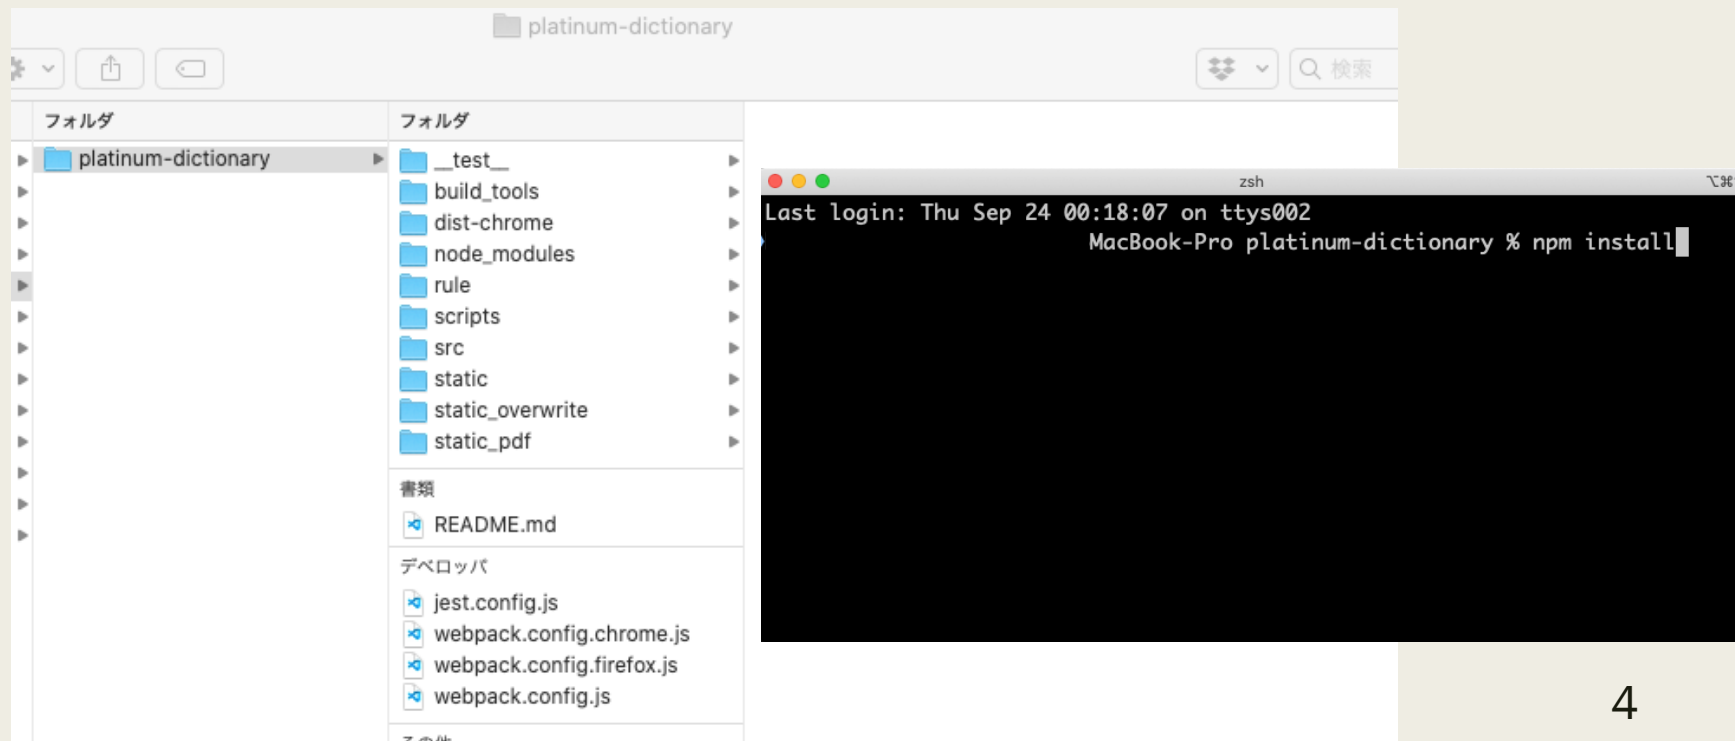 platinum-dictionary
検索
フォルダ
platinum-dictionary
フォルダ
__test__
build_tools
dist-chrome
node_modules
rule
scripts
src
static
static_overwrite
static_pdf
書類
README.md
デベロッパ
jest.config.js
webpack.config.chrome.js
webpack.config.firefox.js
webpack.config.js
zsh
⌥⌘
Last login: Thu Sep 24 00:18:07 on ttys002
MacBook-Pro platinum-dictionary % npm install
4